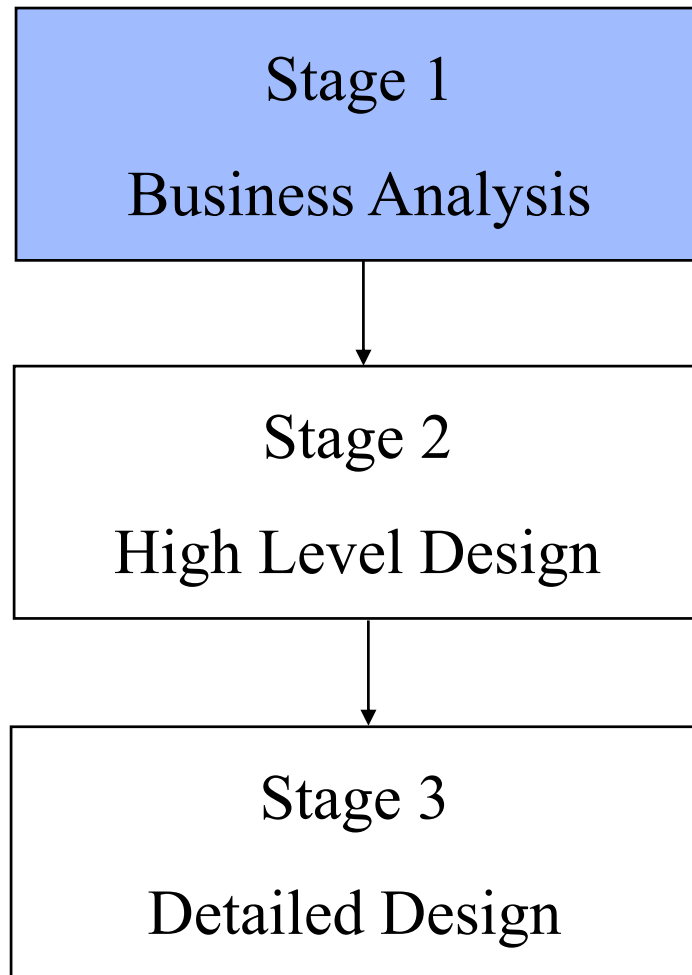 Stage 1
Business Analysis
Stage 2
High Level Design
Stage 3
Detailed Design